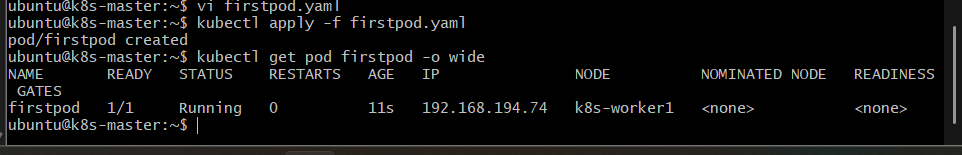 ubuntu@k8s-master:~$ vi firstpod.yaml
ubuntu@k8s-master:~$ kubectl apply -f firstpod.yaml
pod/firstpod created
ubuntu@k8s-master:~$ kubectl get pod firstpod -o wide
NAME READY STATUS RESTARTS AGE IP NODE NOMINATED NODE READINESS
GATES
firstpod 1/1 Running 0 11s 192.168.194.74 k8s-worker1 <none> <none>
ubuntu@k8s-master:~$